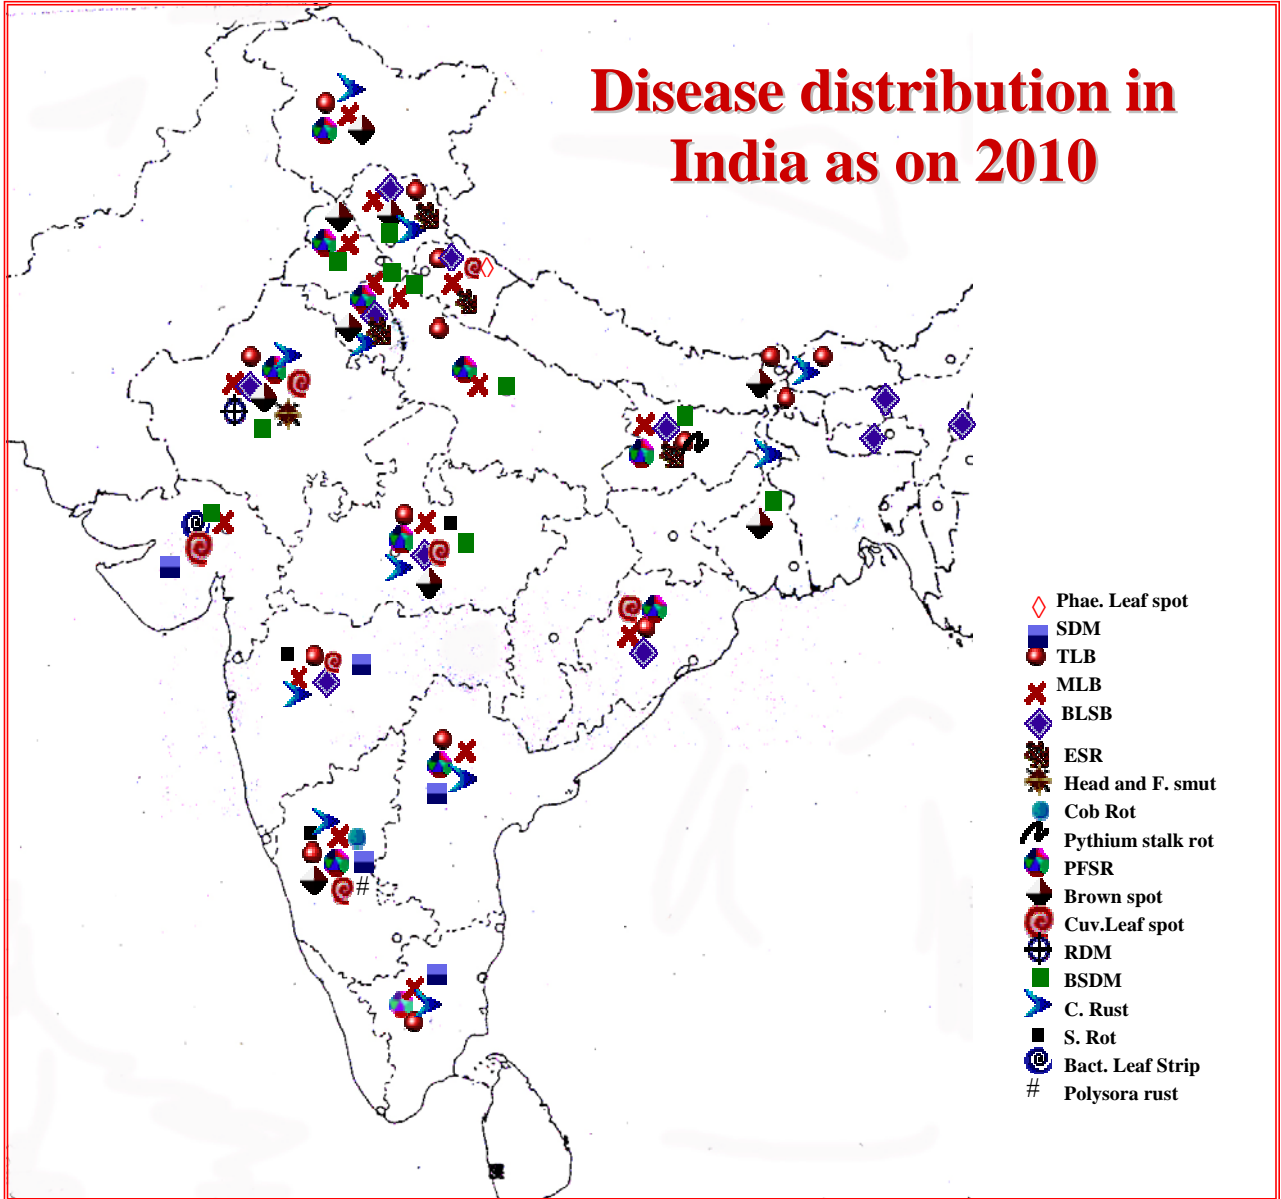 Disease distribution in
India as on 2010
Phae. Leaf spot
SDM
TLB
MLB
BLSB
ESR
Head and F. smut
Cob Rot
Pythium stalk rot
PFSR
Brown spot
Cuv.Leaf spot
RDM
BSDM
C. Rust
S. Rot
Bact. Leaf Strip
# Polysora rust
#